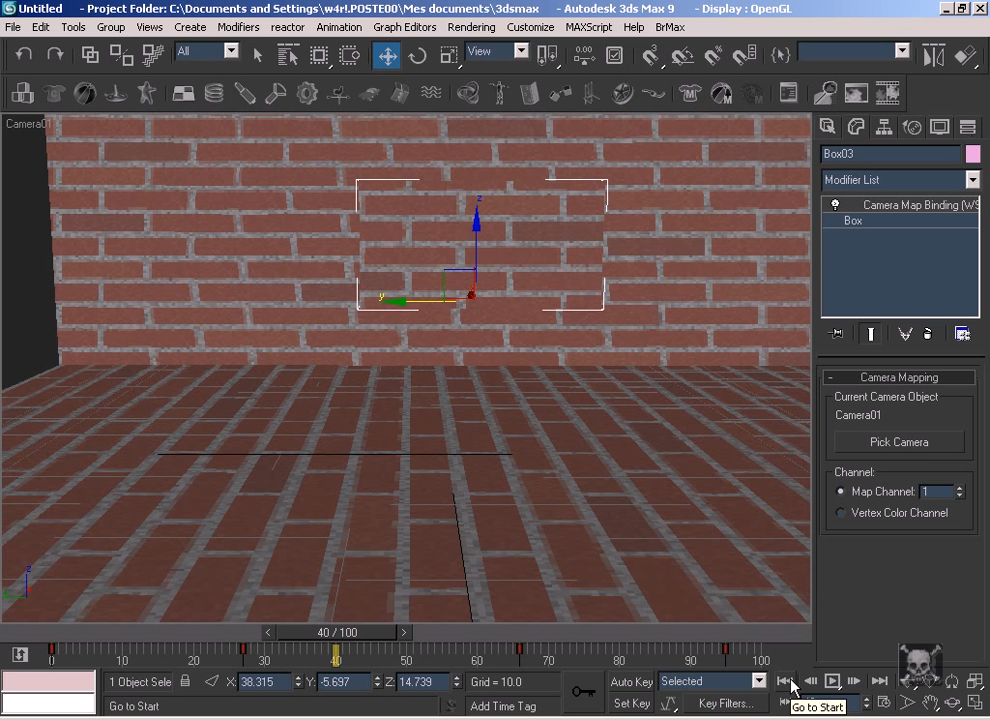 Untitled - Project Folder: C:\Documents and Settings\w4r!.POSTE00\Mes documents\3dsmax - Autodesk 3ds Max 9 - Display : OpenGL
File Edit Tools Group Views Create Modifiers reactor Animation Graph Editors Rendering Customize MAXScript Help BrMax
All View
Camera01
Box03
Modifier List
Camera Map Binding (WS
Box
z
y
Camera Mapping
Current Camera Object
Camera01
Pick Camera
Channel:
Map Channel: 1
Vertex Color Channel
z
< 40 / 100 >
0 10 20 30 40 50 60 70 80 90 100
1 Object Sele X: 38.315 Y: -5.697 Z: 14.739 Grid = 10.0 Auto Key Selected
Go to Start Add Time Tag Set Key Key Filters...
Go to Start